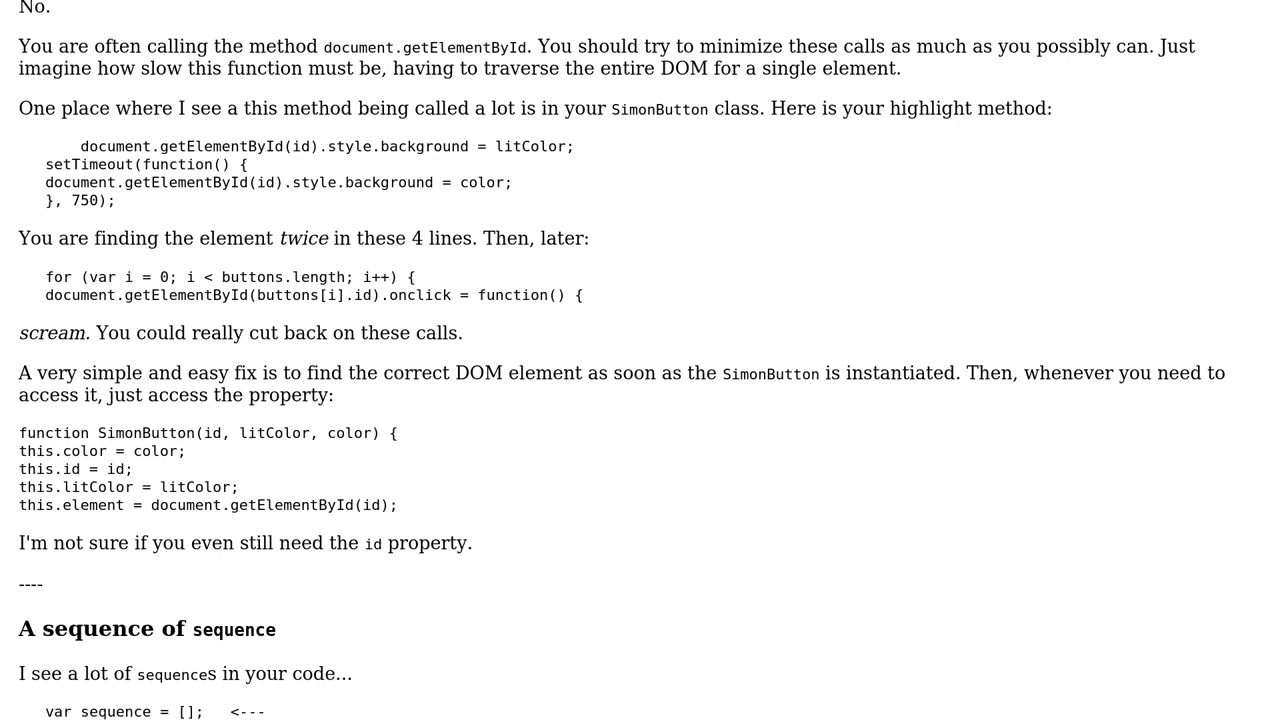 No.
You are often calling the method document.getElementById. You should try to minimize these calls as much as you possibly can. Just
imagine how slow this function must be, having to traverse the entire DOM for a single element.
One place where I see a this method being called a lot is in your SimonButton class. Here is your highlight method:
document.getElementById(id).style.background = litColor;
setTimeout(function() {
document.getElementById(id).style.background = color;
}, 750);
You are finding the element twice in these 4 lines. Then, later:
for (var i = 0; i < buttons.length; i++) {
document.getElementById(buttons[i].id).onclick = function() {
scream. You could really cut back on these calls.
A very simple and easy fix is to find the correct DOM element as soon as the SimonButton is instantiated. Then, whenever you need to
access it, just access the property:
function SimonButton(id, litColor, color) {
this.color = color;
this.id = id;
this.litColor = litColor;
this.element = document.getElementById(id);
I'm not sure if you even still need the id property.
----
A sequence of sequence
I see a lot of sequences in your code...
var sequence = [];   <---